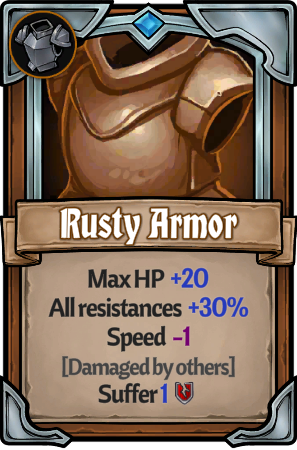 Rusty Armor
Max HP +20
All resistances +30%
Speed -1
[Damaged by others]
Suffer 1